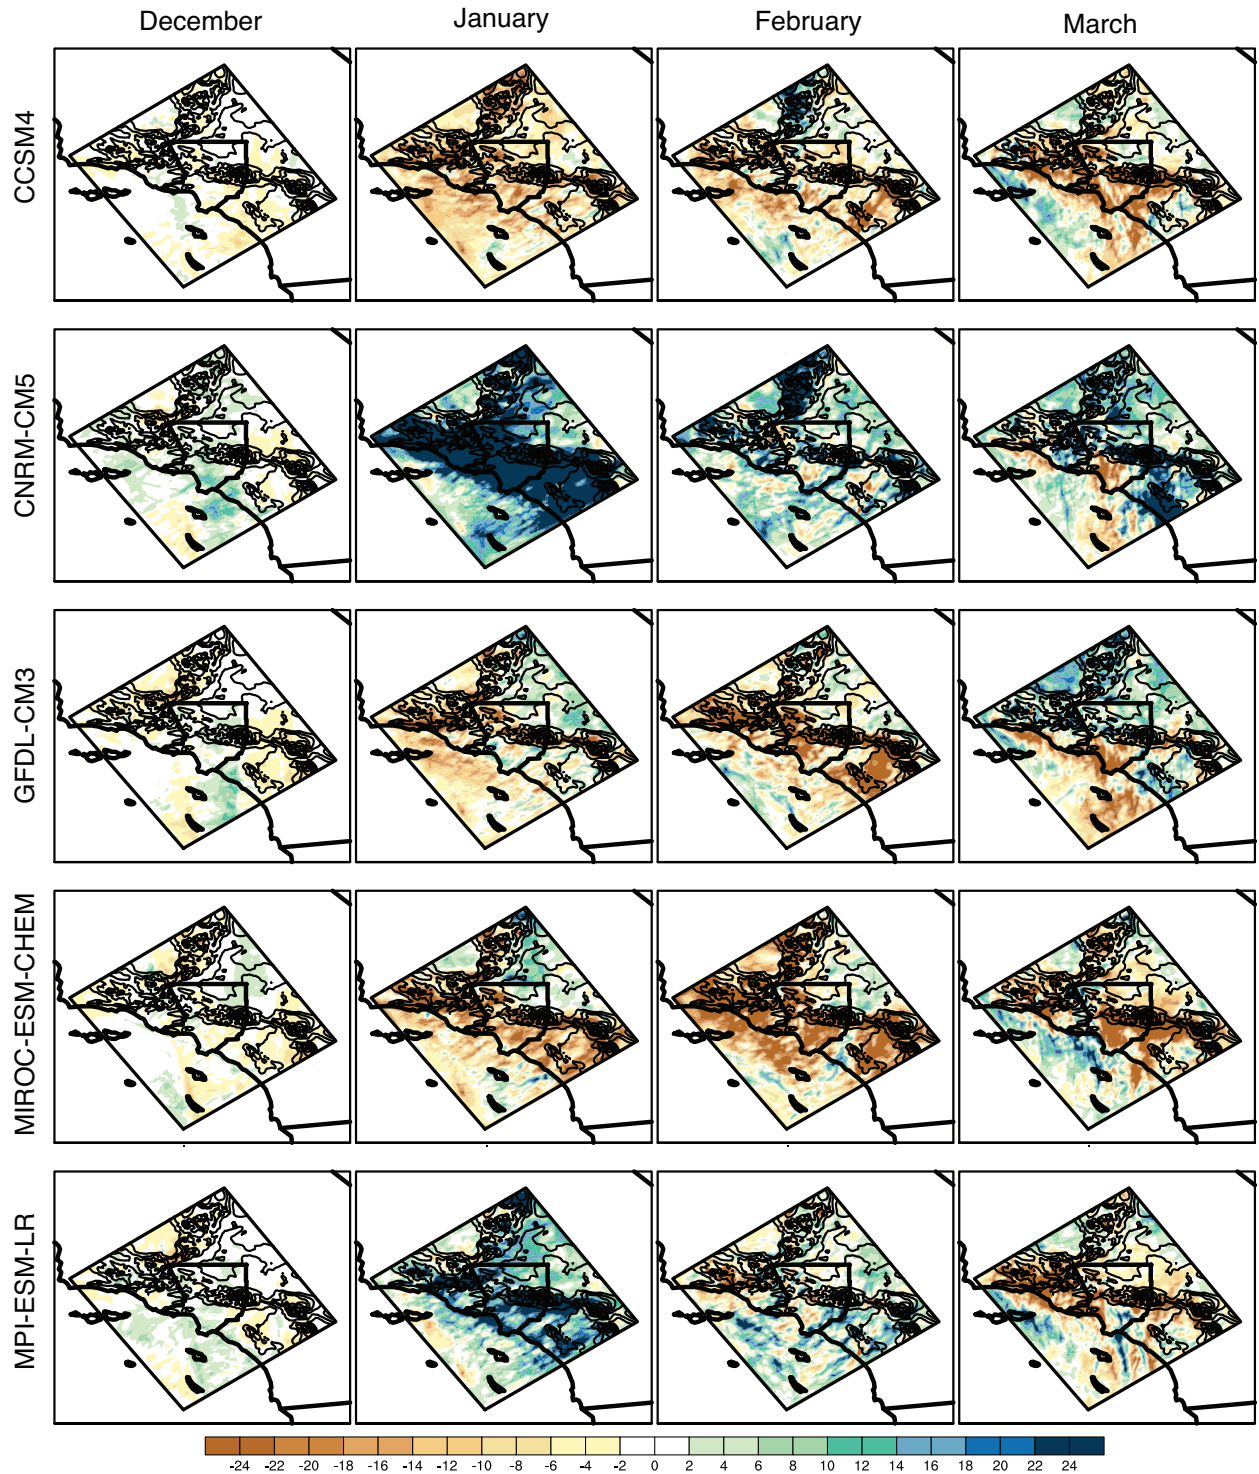 December January February March
CCSM4
CNRM-CM5
GFDL-CM3
MIROC-ESM-CHEM
MPI-ESM-LR
-24 -22 -20 -18 -16 -14 -12 -10 -8 -6 -4 -2 0 2 4 6 8 10 12 14 16 18 20 22 24